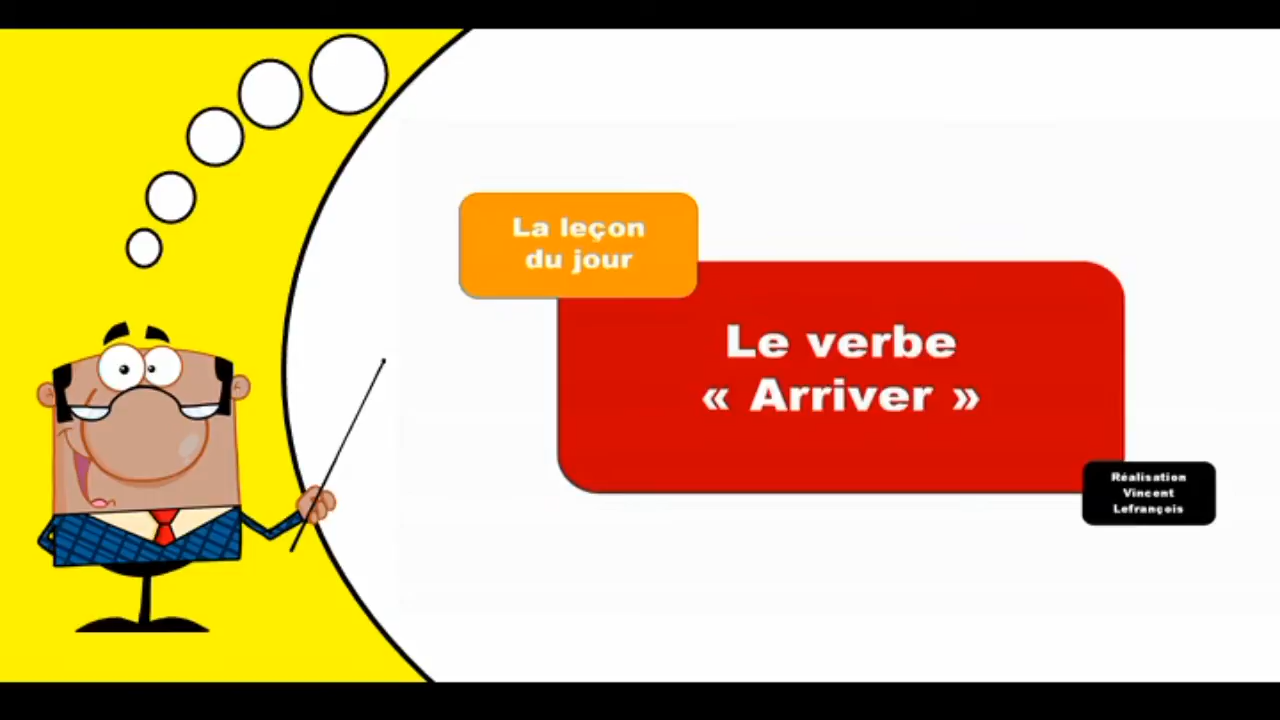 La leçon
du jour
Le verbe
« Arriver »
Réalisation
Vincent
Lefrançois